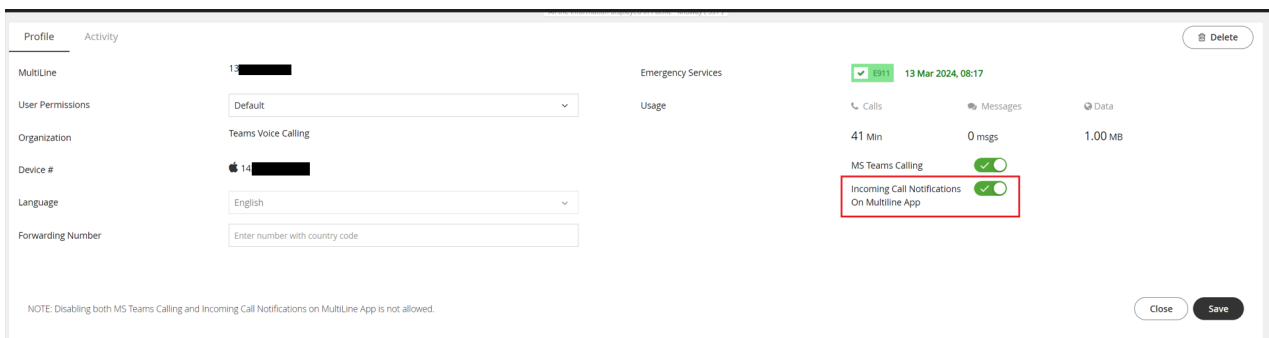 Profile
Activity
Delete
MultiLine
13
Emergency Services
E911
13 Mar 2024, 08:17
User Permissions
Default
Usage
Calls
Messages
Data
Organization
Teams Voice Calling
41 Min
0 msgs
1.00 MB
Device #
14
MS Teams Calling
Language
English
Incoming Call Notifications
On Multiline App
Forwarding Number
Enter number with country code
NOTE: Disabling both MS Teams Calling and Incoming Call Notifications on MultiLine App is not allowed.
Close
Save